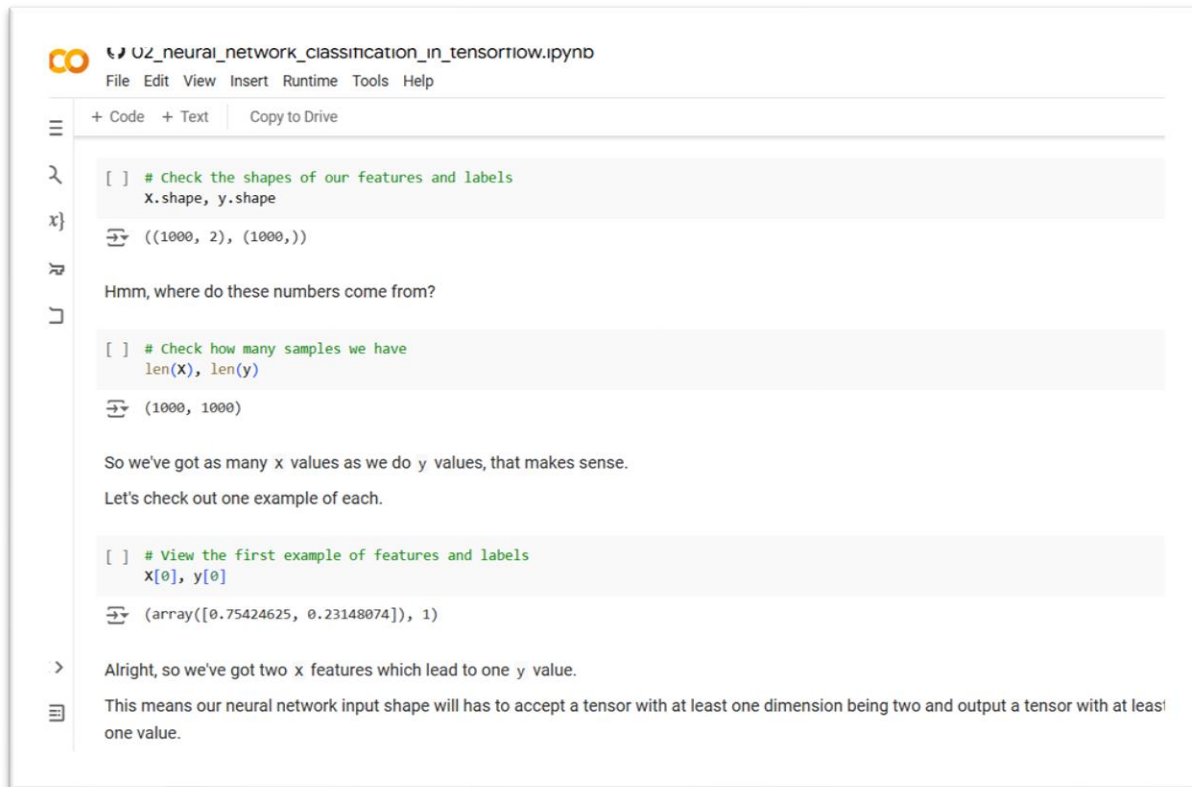 02_neural_network_classification_in_tensorflow.ipynb
File Edit View Insert Runtime Tools Help
+ Code + Text Copy to Drive
[ ] # Check the shapes of our features and labels
X.shape, y.shape
((1000, 2), (1000,))
Hmm, where do these numbers come from?
[ ] # Check how many samples we have
len(X), len(y)
(1000, 1000)
So we've got as many X values as we do y values, that makes sense.
Let's check out one example of each.
[ ] # View the first example of features and labels
X[0], y[0]
(array([0.75424625, 0.23148074]), 1)
Alright, so we've got two X features which lead to one y value.
This means our neural network input shape will has to accept a tensor with at least one dimension being two and output a tensor with at least
one value.